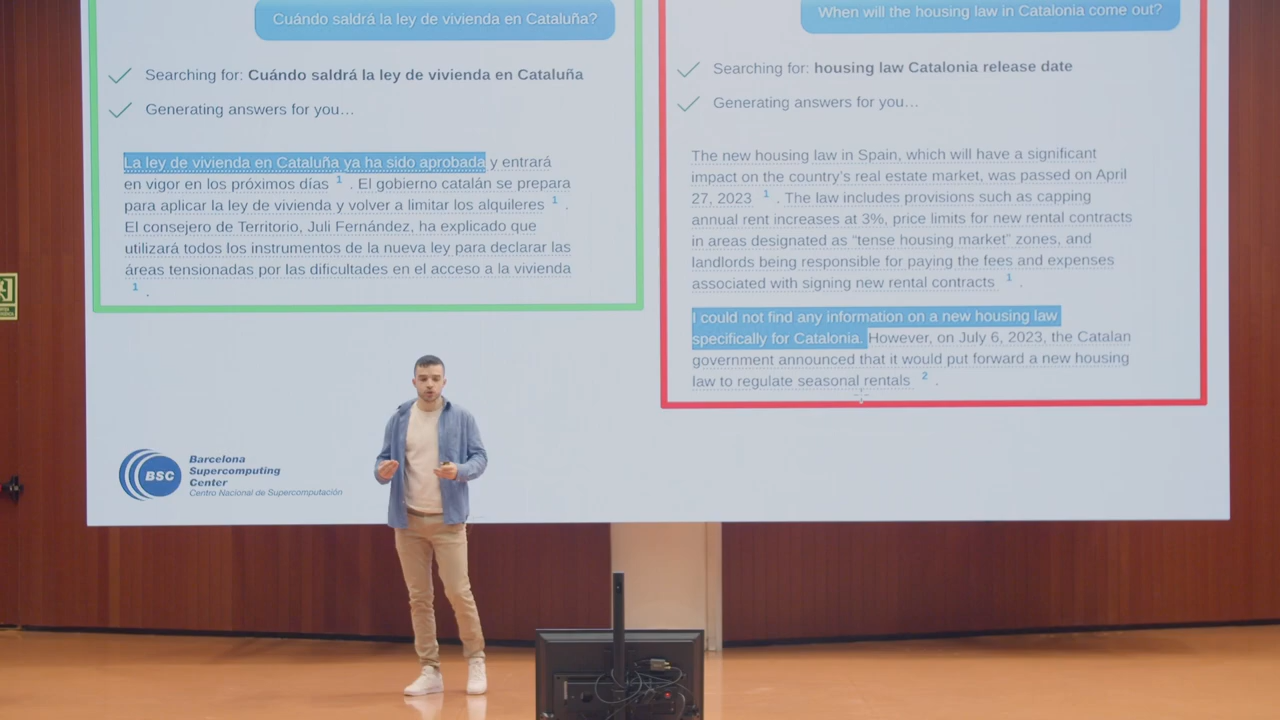 Cuándo saldrá la ley de vivienda en Cataluña?
Searching for: Cuándo saldrá la ley de vivienda en Cataluña
Generating answers for you…
La ley de vivienda en Cataluña ya ha sido aprobada y entrará
en vigor en los próximos días 1 . El gobierno catalán se prepara
para aplicar la ley de vivienda y volver a limitar los alquileres 1 .
El consejero de Territorio, Juli Fernández, ha explicado que
utilizará todos los instrumentos de la nueva ley para declarar las
áreas tensionadas por las dificultades en el acceso a la vivienda
1 .
When will the housing law in Catalonia come out?
Searching for: housing law Catalonia release date
Generating answers for you…
The new housing law in Spain, which will have a significant
impact on the country's real estate market, was passed on April
27, 2023 1 . The law includes provisions such as capping
annual rent increases at 3%, price limits for new rental contracts
in areas designated as “tense housing market” zones, and
landlords being responsible for paying the fees and expenses
associated with signing new rental contracts 1 .
I could not find any information on a new housing law
specifically for Catalonia. However, on July 6, 2023, the Catalan
government announced that it would put forward a new housing
law to regulate seasonal rentals 2 .
BSC
Barcelona
Supercomputing
Center
Centro Nacional de Supercomputación